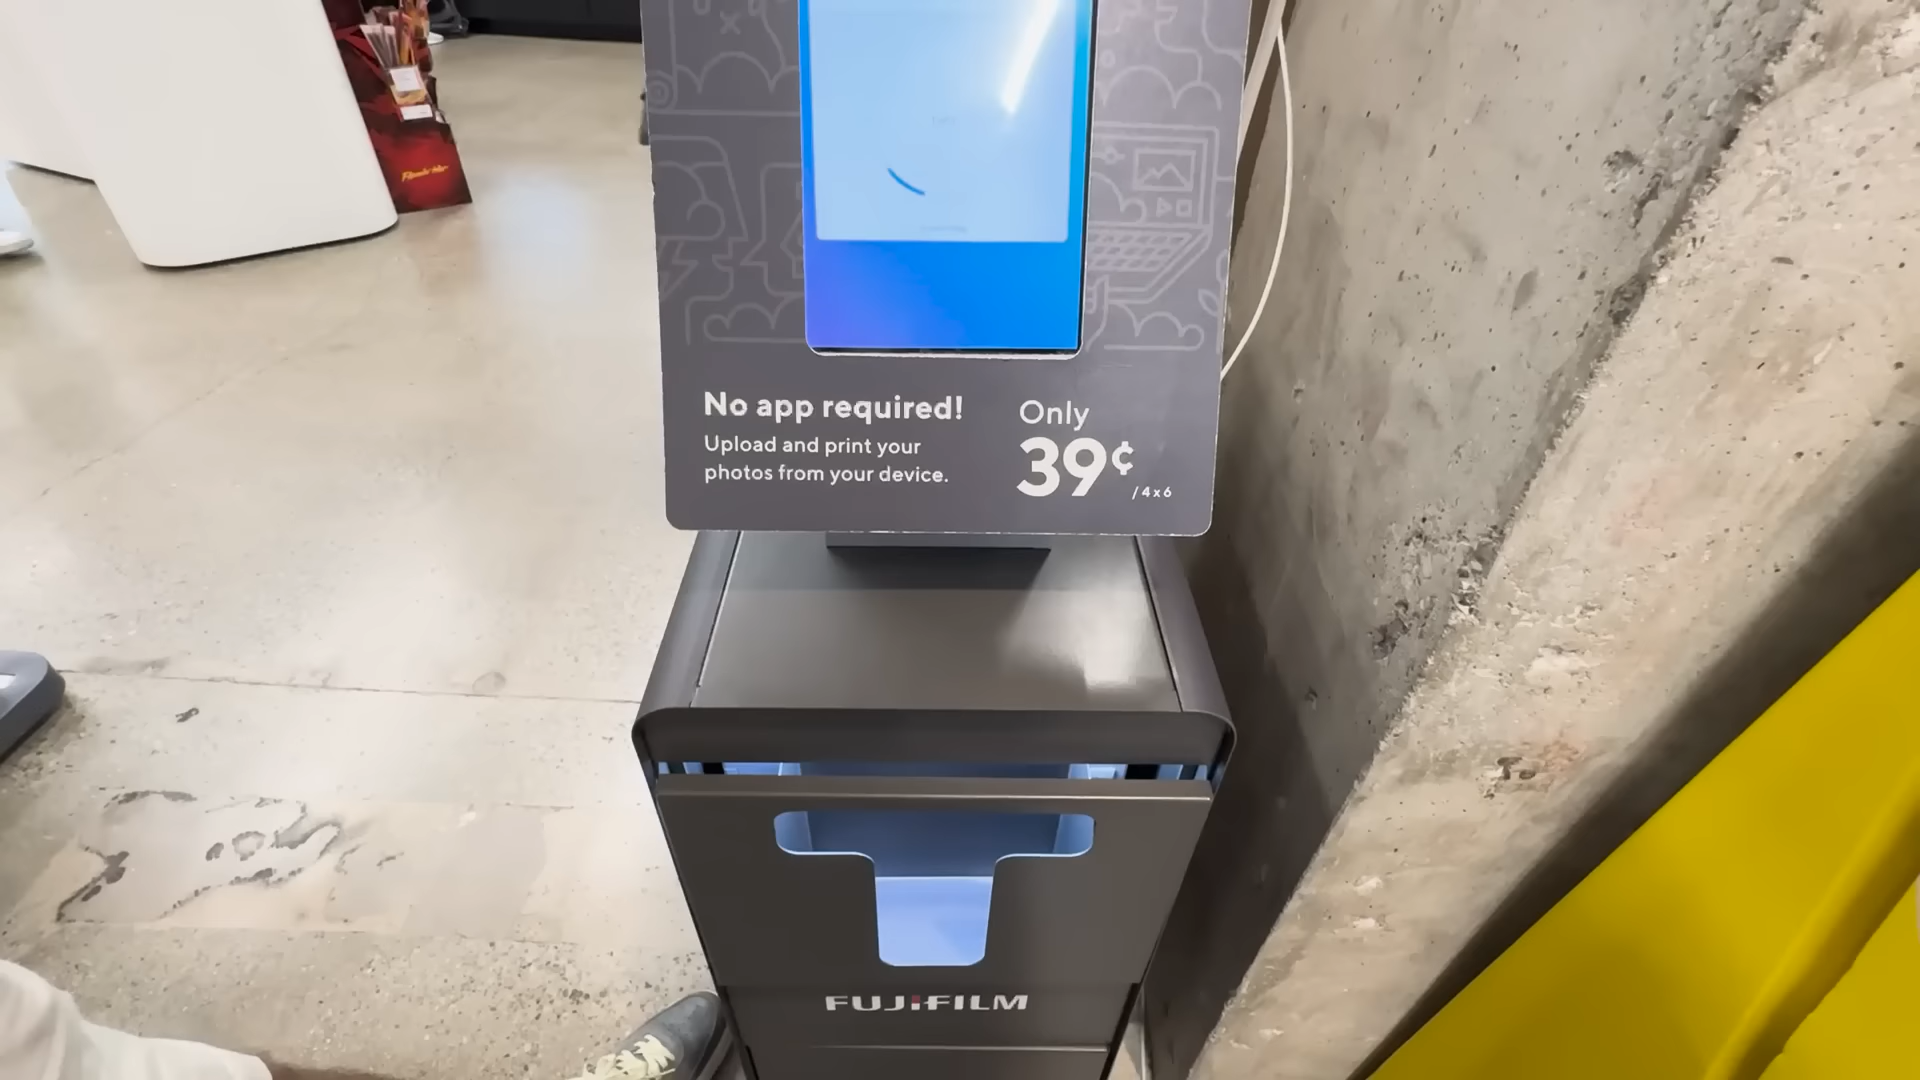 No app required!
Upload and print your
photos from your device.
Only
39¢
/ 4x6
FUJIFILM